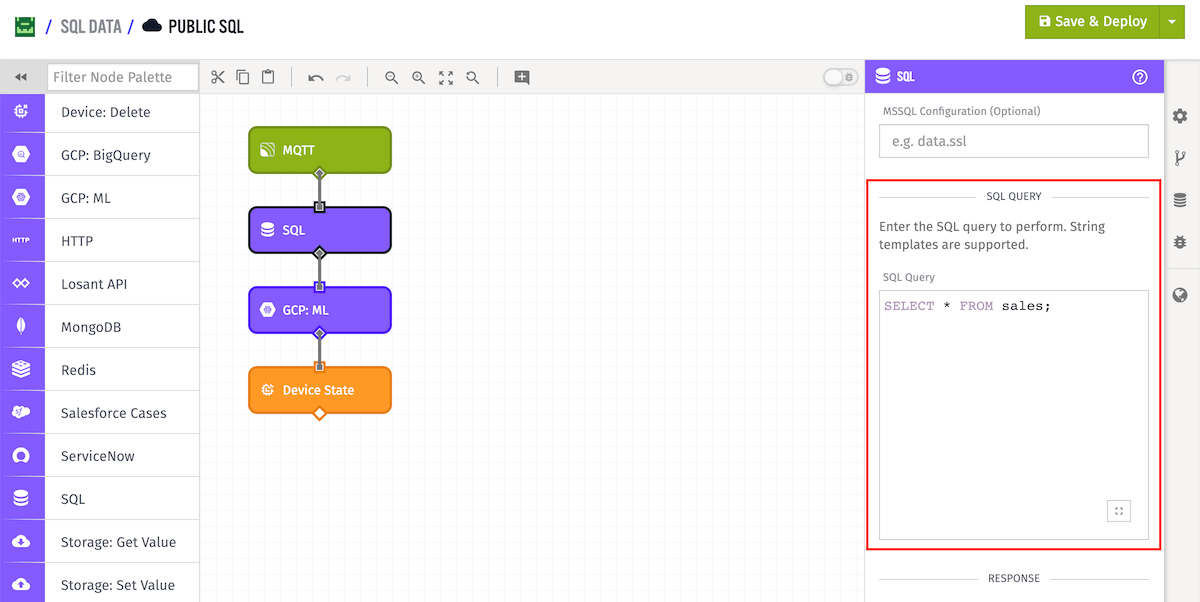 / SQL DATA / PUBLIC SQL
Save & Deploy
Filter Node Palette
Device: Delete
GCP: BigQuery
GCP: ML
HTTP HTTP
Losant API
MongoDB
Redis
Salesforce Cases
ServiceNow
SQL
Storage: Get Value
Storage: Set Value
MQTT
SQL
GCP: ML
Device State
SQL
MSSQL Configuration (Optional)
e.g. data.ssl
SQL QUERY
Enter the SQL query to perform. String
templates are supported.
SQL Query
SELECT * FROM sales;
RESPONSE